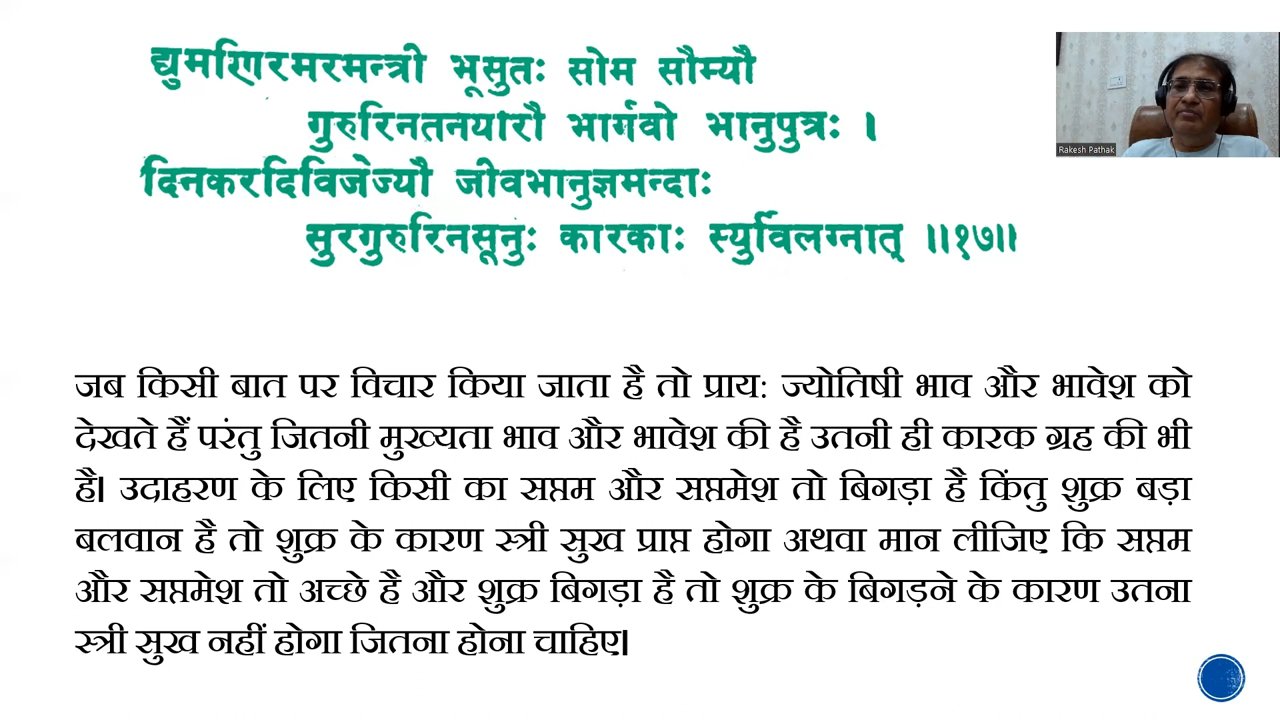 द्युमणिरमरमन्त्री भूसुतः सोम सौम्यौ
गुरुरिनतनयारौ भार्गवो भानुपुत्रः ।
दिनकरदिविजेज्यौ जीवभानुज्ञमन्दाः
सुरगुरुरिनसूनुः कारकाः स्युर्विलग्नात् ॥१७॥
Rakesh Pathak
जब किसी बात पर विचार किया जाता है तो प्रायः ज्योतिषी भाव और भावेश को
देखते हैं परंतु जितनी मुख्यता भाव और भावेश की है उतनी ही कारक ग्रह की भी
है। उदाहरण के लिए किसी का सप्तम और सप्तमेश तो बिगड़ा है किंतु शुक्र बड़ा
बलवान है तो शुक्र के कारण स्त्री सुख प्राप्त होगा अथवा मान लीजिए कि सप्तम
और सप्तमेश तो अच्छे है और शुक्र बिगड़ा है तो शुक्र के बिगड़ने के कारण उतना
स्त्री सुख नहीं होगा जितना होना चाहिए।